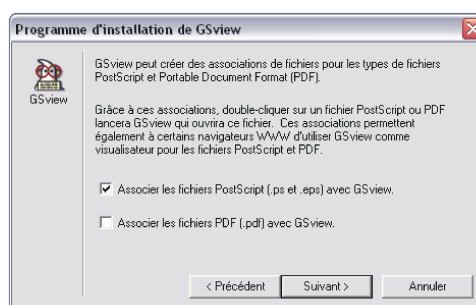 Programme d'installation de GSview
GSview
GSview peut créer des associations de fichiers pour les types de fichiers
PostScript et Portable Document Format (PDF).
Grâce à ces associations, double-cliquer sur un fichier PostScript ou PDF
lancera GSview qui ouvrira ce fichier. Ces associations permettent
également à certains navigateurs WWW d'utiliser GSview comme
visualisateur pour les fichiers PostScript et PDF.
Associer les fichiers PostScript (.ps et .eps) avec GSview.
Associer les fichiers PDF (.pdf) avec GSview.
< Précédent
Suivant >
Annuler